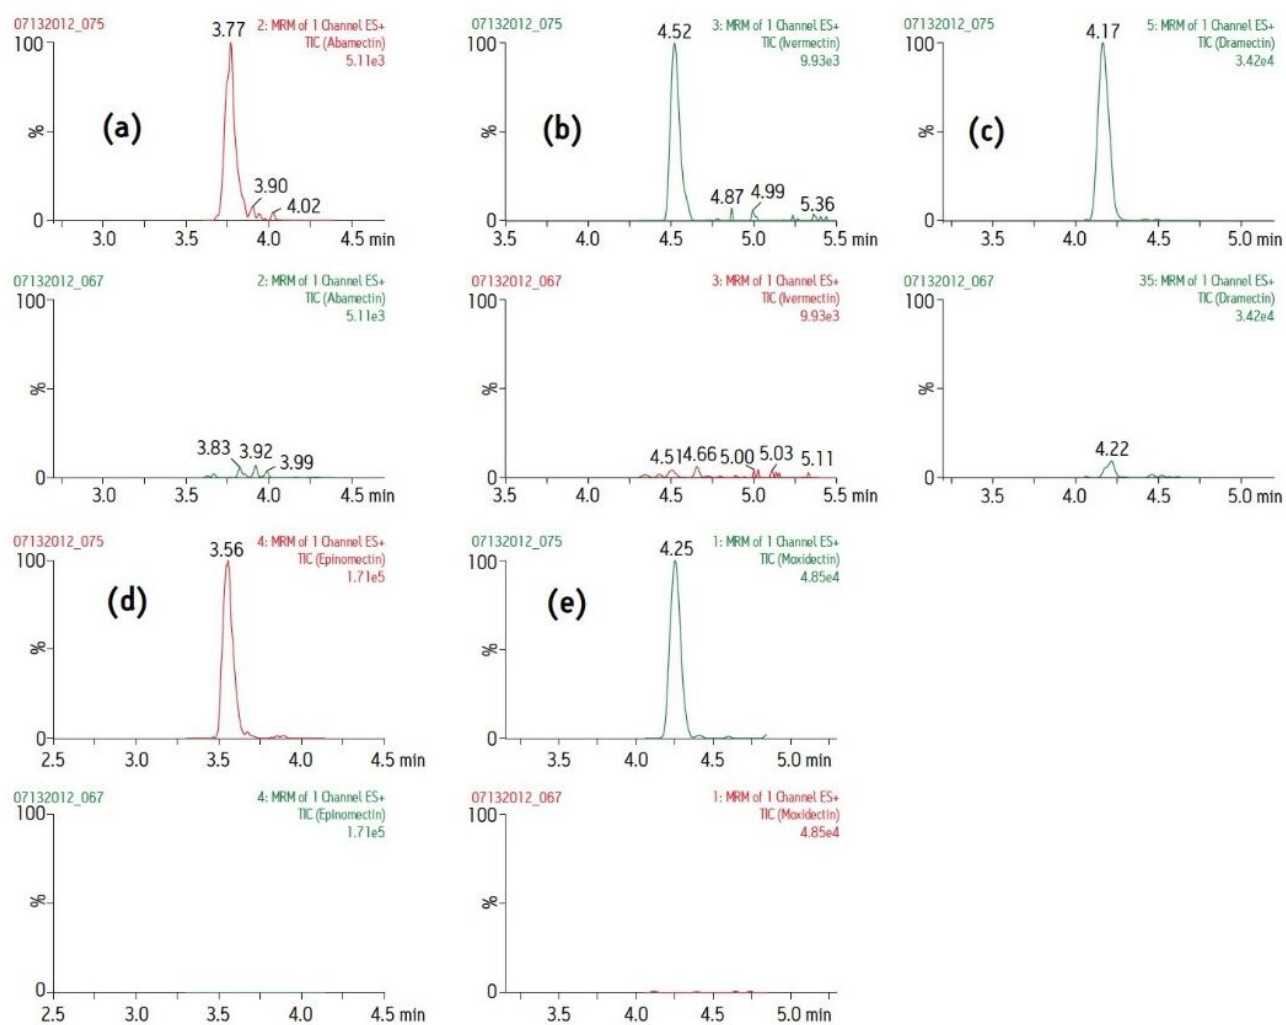 07132012_075
2: MRM of 1 Channel ES+
TIC (Abamectin)
5.11e3
100
%
0
3.77
3.90
4.02
(a)
3.0 3.5 4.0 4.5 min
07132012_075
3: MRM of 1 Channel ES+
TIC (Ivermectin)
9.93e3
100
%
0
4.52
4.87 4.99 5.36
(b)
3.5 4.0 4.5 5.0 5.5 min
07132012_075
5: MRM of 1 Channel ES+
TIC (Dramectin)
3.42e4
100
%
0
4.17
(c)
3.5 4.0 4.5 5.0 min
07132012_067
2: MRM of 1 Channel ES+
TIC (Abamectin)
5.11e3
100
%
0
3.83 3.92 3.99
3.0 3.5 4.0 4.5 min
07132012_067
3: MRM of 1 Channel ES+
TIC (Ivermectin)
9.93e3
100
%
0
4.51 4.66 5.00 5.03 5.11
3.5 4.0 4.5 5.0 5.5 min
07132012_067
35: MRM of 1 Channel ES+
TIC (Dramectin)
3.42e4
100
%
0
4.22
3.5 4.0 4.5 5.0 min
07132012_075
4: MRM of 1 Channel ES+
TIC (Epinomectin)
1.71e5
100
%
0
3.56
(d)
2.5 3.0 3.5 4.0 4.5 min
07132012_075
1: MRM of 1 Channel ES+
TIC (Moxidectin)
4.85e4
100
%
0
4.25
(e)
3.5 4.0 4.5 5.0 min
07132012_067
4: MRM of 1 Channel ES+
TIC (Epinomectin)
1.71e5
100
%
0
2.5 3.0 3.5 4.0 4.5 min
07132012_067
1: MRM of 1 Channel ES+
TIC (Moxidectin)
4.85e4
100
%
0
3.5 4.0 4.5 5.0 min